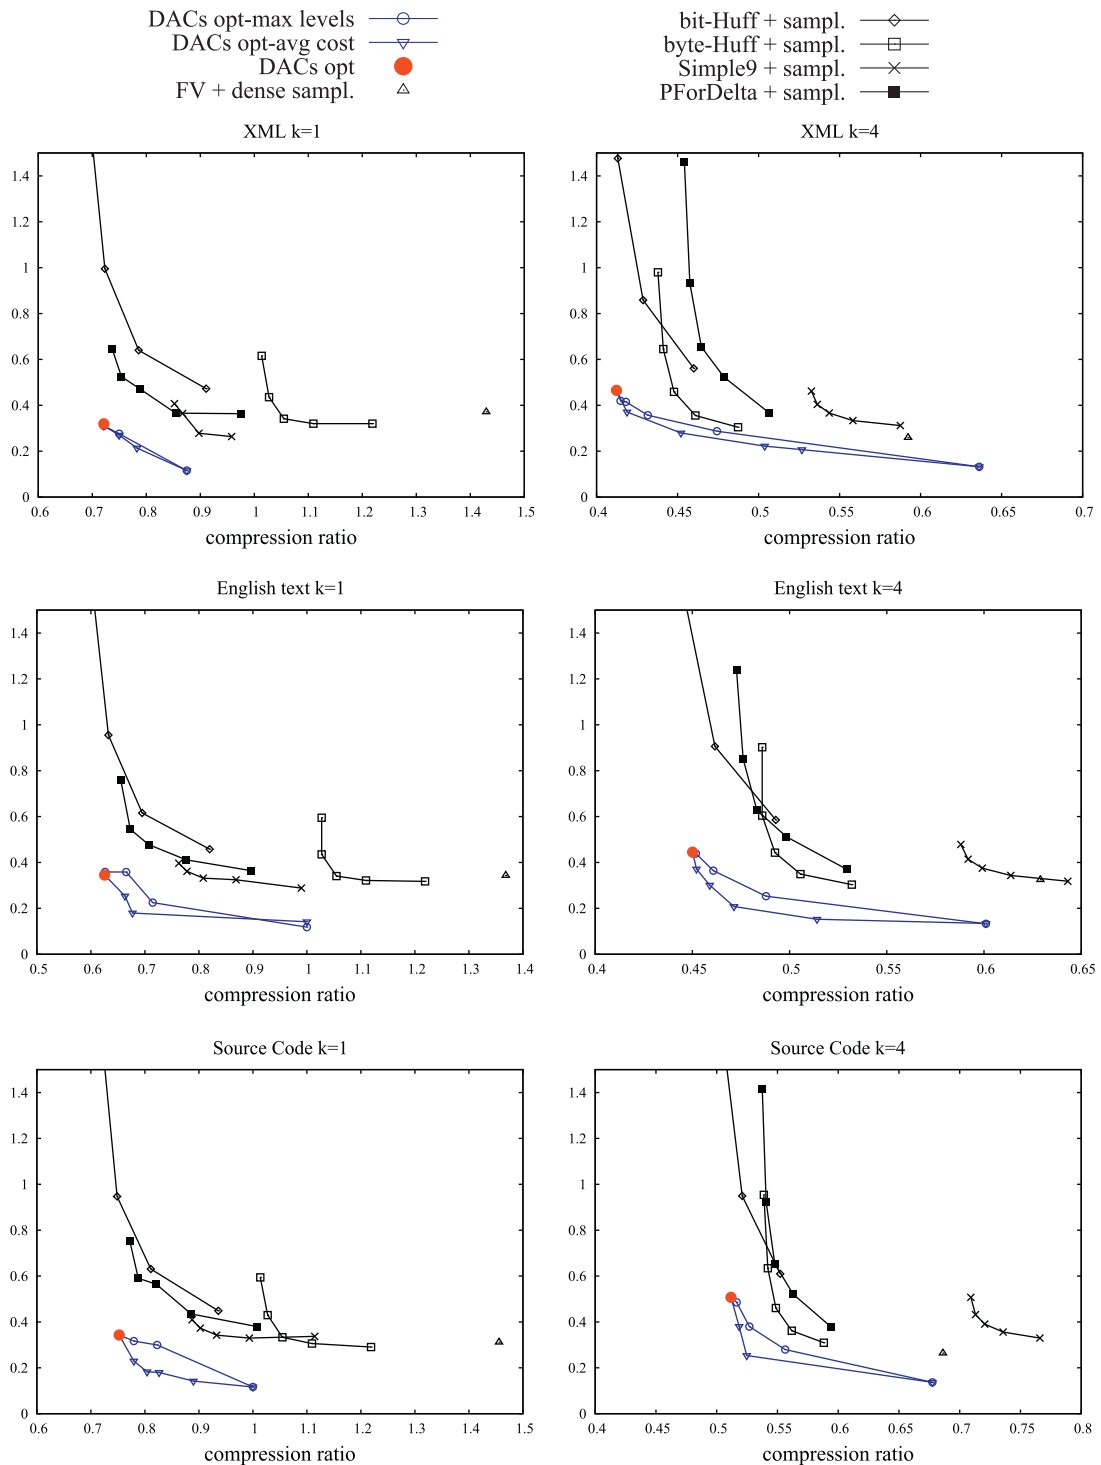 DACs opt-max levels
DACs opt-avg cost
DACs opt
FV + dense sampl.
bit-Huff + sampl.
byte-Huff + sampl.
Simple9 + sampl.
PForDelta + sampl.
XML k=1
1.4
1.2
1
0.8
0.6
0.4
0.2
0
0.6 0.7 0.8 0.9 1 1.1 1.2 1.3 1.4 1.5
compression ratio
XML k=4
1.4
1.2
1
0.8
0.6
0.4
0.2
0
0.4 0.45 0.5 0.55 0.6 0.65 0.7
compression ratio
English text k=1
1.4
1.2
1
0.8
0.6
0.4
0.2
0
0.5 0.6 0.7 0.8 0.9 1 1.1 1.2 1.3 1.4
compression ratio
English text k=4
1.4
1.2
1
0.8
0.6
0.4
0.2
0
0.4 0.45 0.5 0.55 0.6 0.65
compression ratio
Source Code k=1
1.4
1.2
1
0.8
0.6
0.4
0.2
0
0.6 0.7 0.8 0.9 1 1.1 1.2 1.3 1.4 1.5
compression ratio
Source Code k=4
1.4
1.2
1
0.8
0.6
0.4
0.2
0
0.4 0.45 0.5 0.55 0.6 0.65 0.7 0.75 0.8
compression ratio